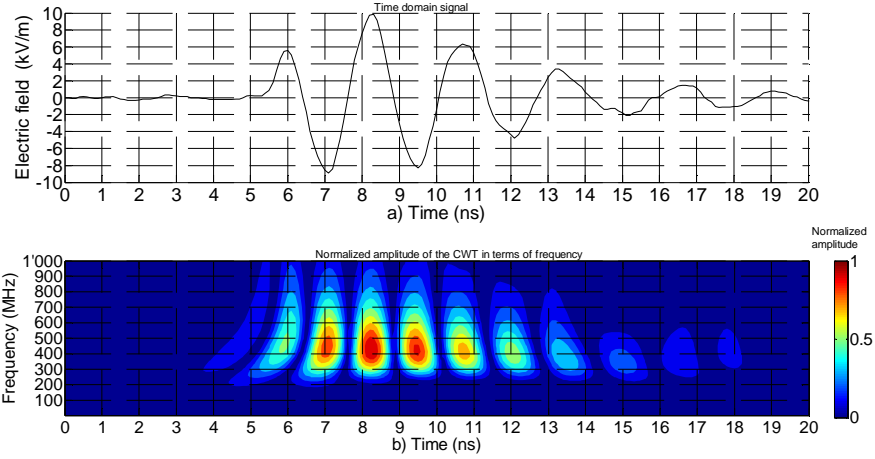 Time domain signal
Electric field  (kV/m)
10
8
6
4
2
0
-2
-4
-6
-8
-10
0 1 2 3 4 5 6 7 8 9 10 11 12 13 14 15 16 17 18 19 20
a) Time (ns)
Normalized
amplitude
Normalized amplitude of the CWT in terms of frequency
Frequency (MHz)
1'000
900
800
700
600
500
400
300
200
100
1
0.5
0
0 1 2 3 4 5 6 7 8 9 10 11 12 13 14 15 16 17 18 19 20
b) Time (ns)